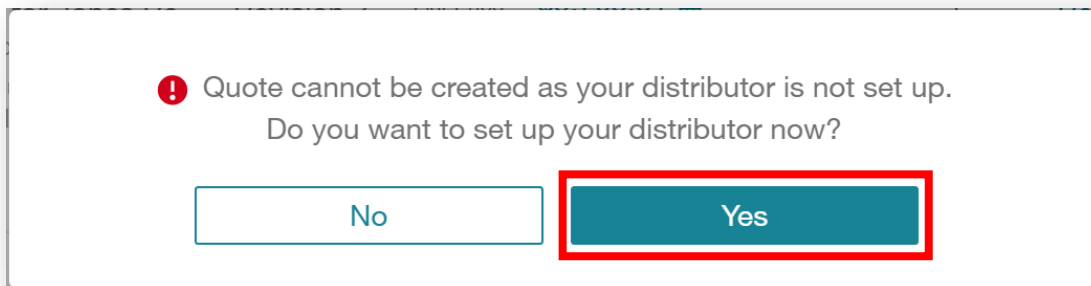 Quote cannot be created as your distributor is not set up.
Do you want to set up your distributor now?
No
Yes